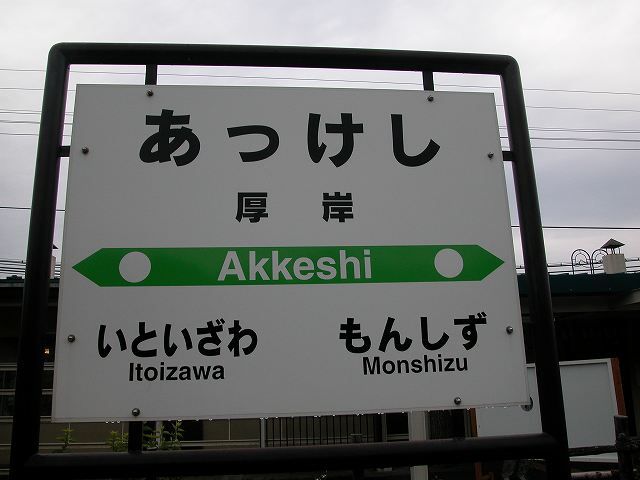 あっけし
厚岸
Akkeshi
いといざわ もんしず
Itoizawa Monshizu